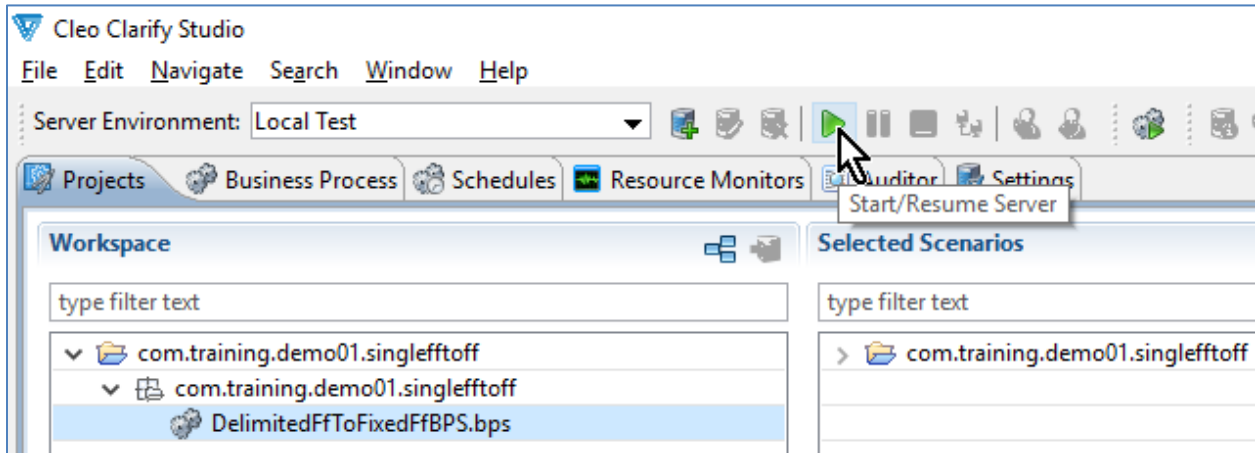 Cleo Clarify Studio
File Edit Navigate Search Window Help
Server Environment: Local Test
Projects Business Process Schedules Resource Monitors Auditor Settings
Start/Resume Server
Workspace Selected Scenarios
type filter text type filter text
com.training.demo01.singlefftoff com.training.demo01.singlefftoff
com.training.demo01.singlefftoff
DelimitedFfToFixedFfBPS.bps